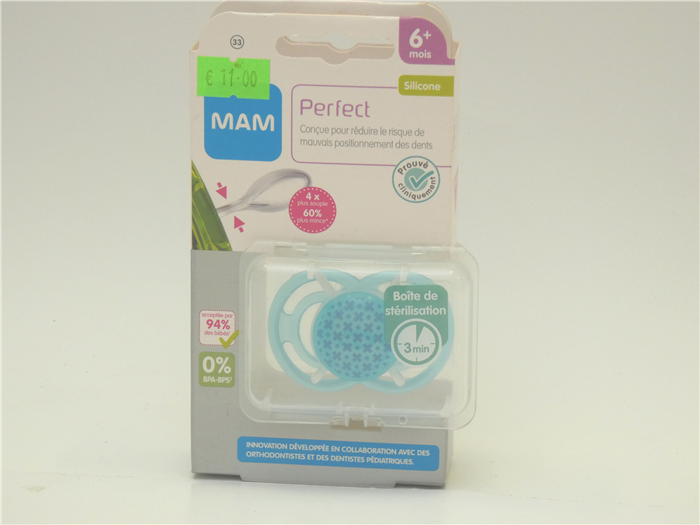 33
€ 11.00
6+
mois
Silicone
MAM
Perfect
Conçue pour réduire le risque de
mauvais positionnement des dents
Prouvé
cliniquement
4 x
plus souple
60%
plus mince*
Boîte de
stérilisation
3 min
acceptée par
94%
des bébés
0%
BPA-BPS
INNOVATION DÉVELOPPÉE EN COLLABORATION AVEC DES
ORTHODONTISTES ET DES DENTISTES PÉDIATRIQUES.